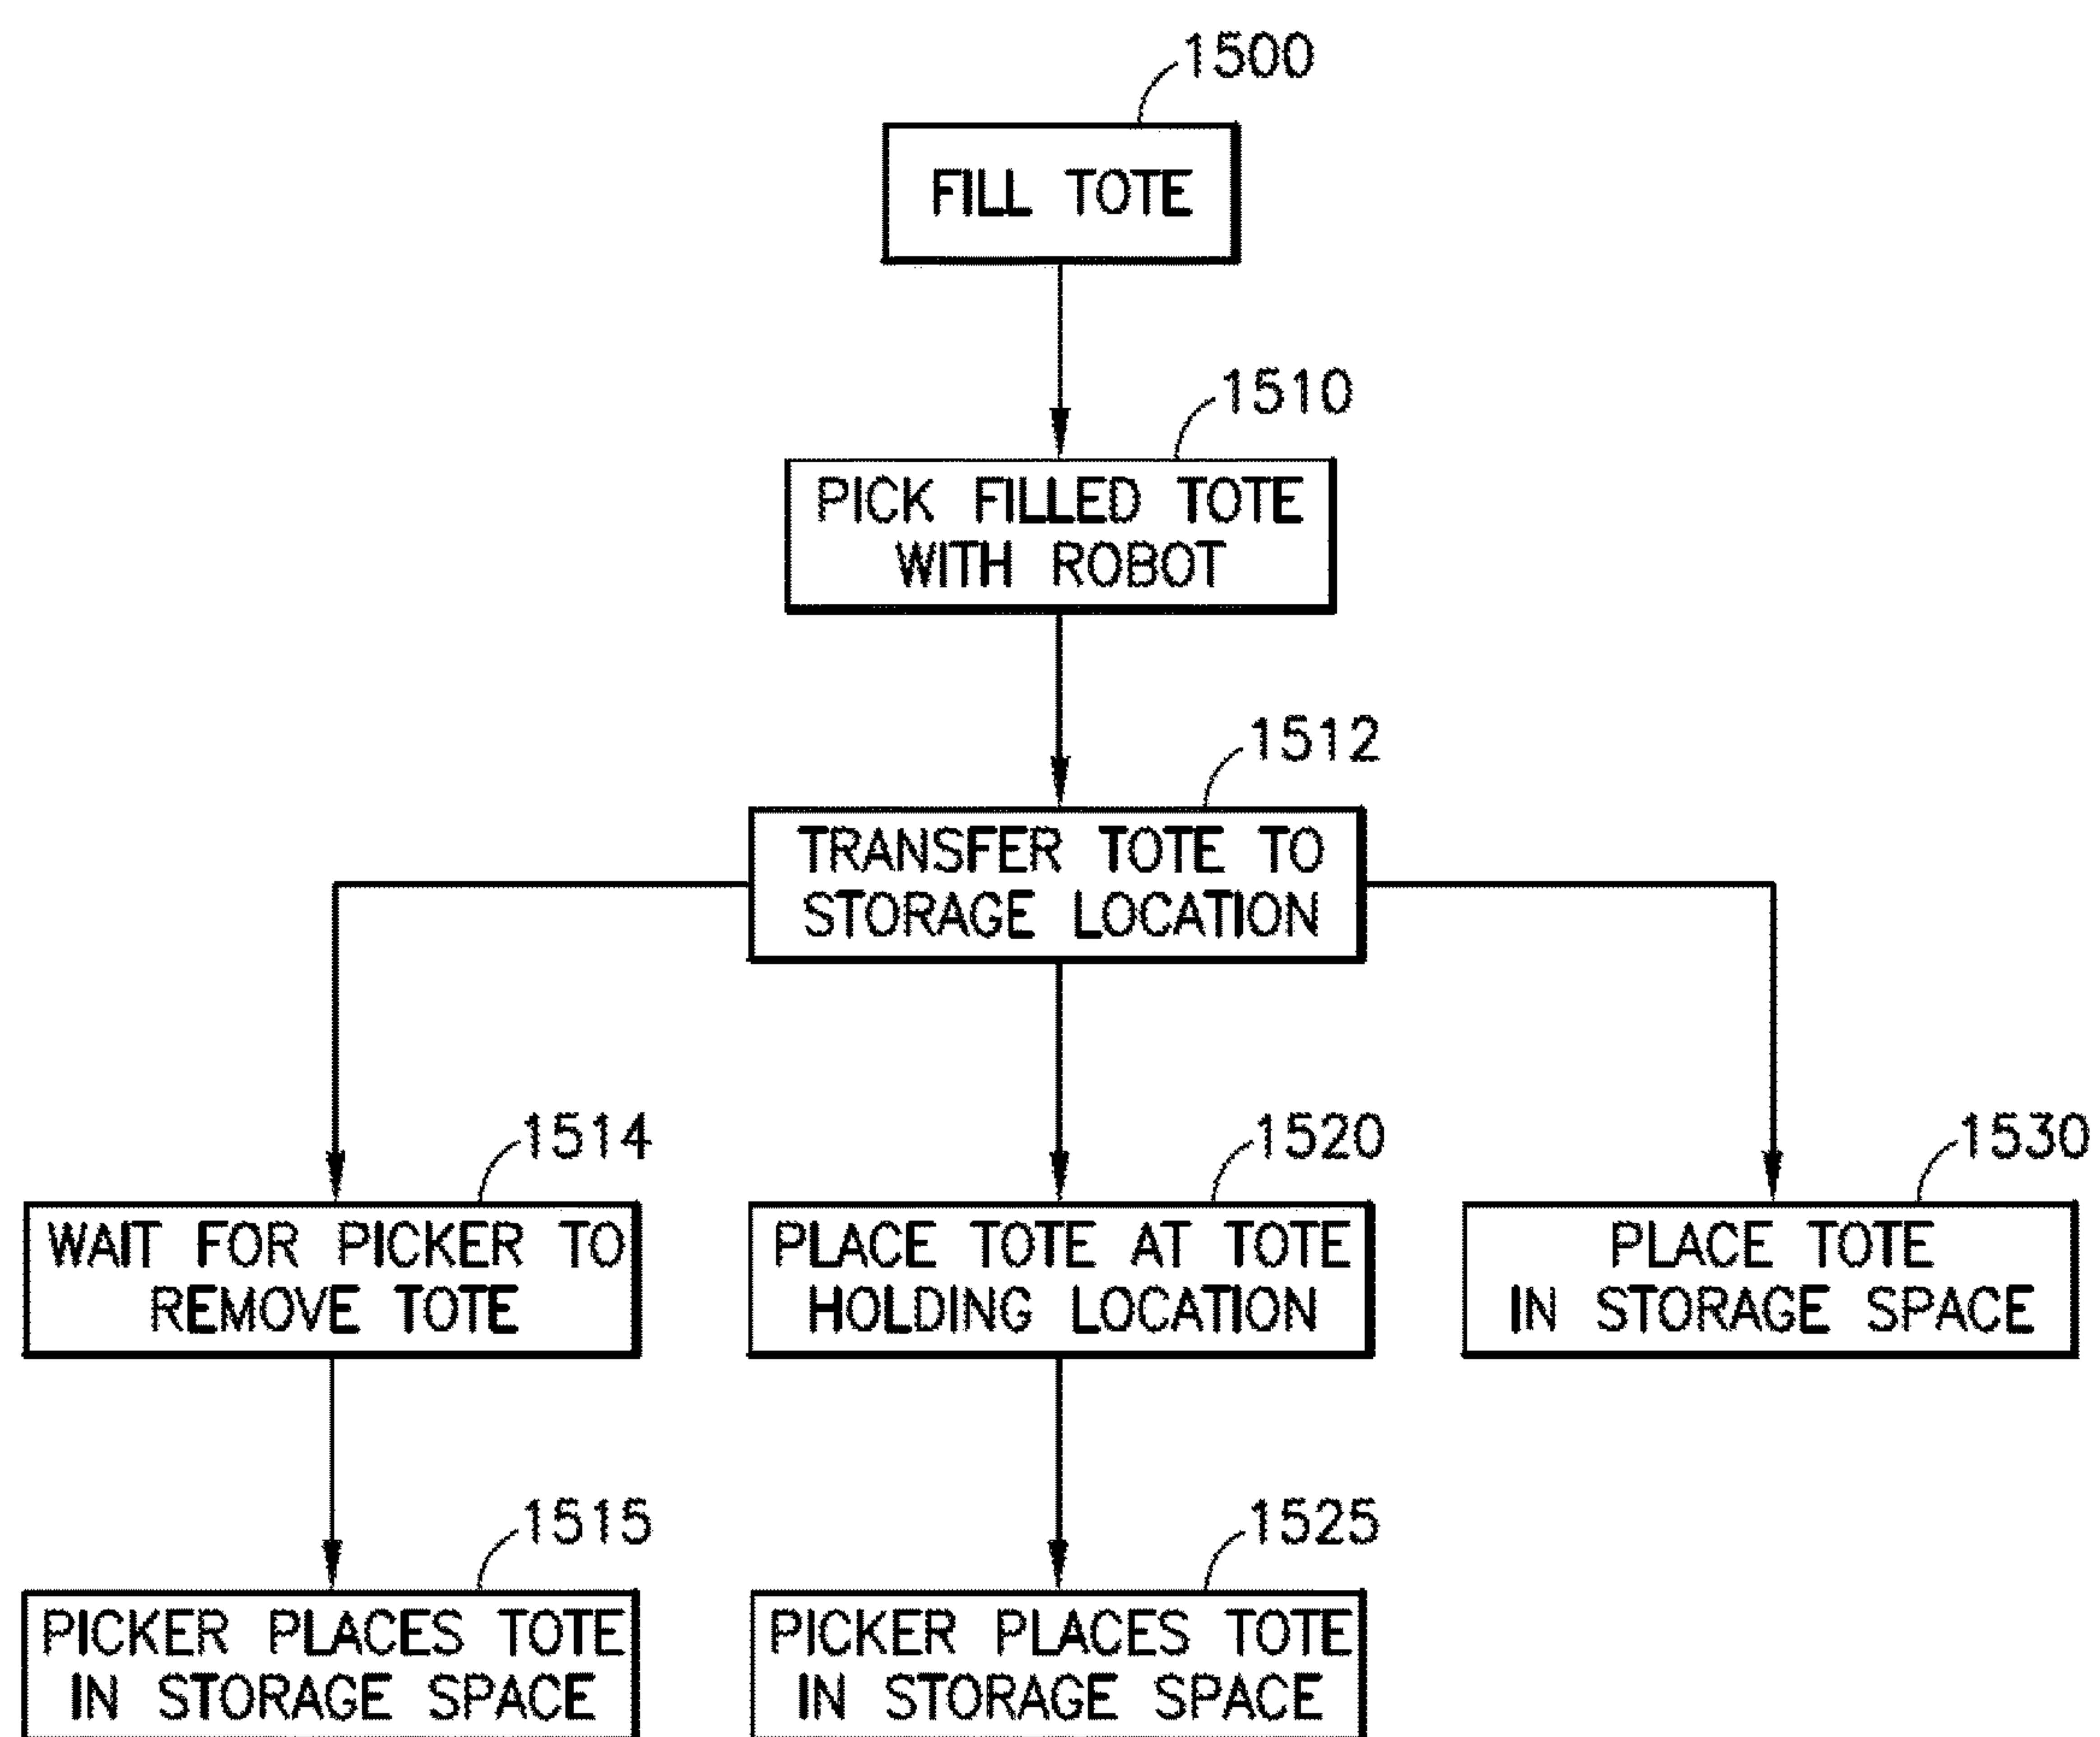 1500
FILL TOTE
1510
PICK FILLED TOTE
WITH ROBOT
1512
TRANSFER TOTE TO
STORAGE LOCATION
1514
WAIT FOR PICKER TO
REMOVE TOTE
1520
PLACE TOTE AT TOTE
HOLDING LOCATION
1530
PLACE TOTE
IN STORAGE SPACE
1515
PICKER PLACES TOTE
IN STORAGE SPACE
1525
PICKER PLACES TOTE
IN STORAGE SPACE